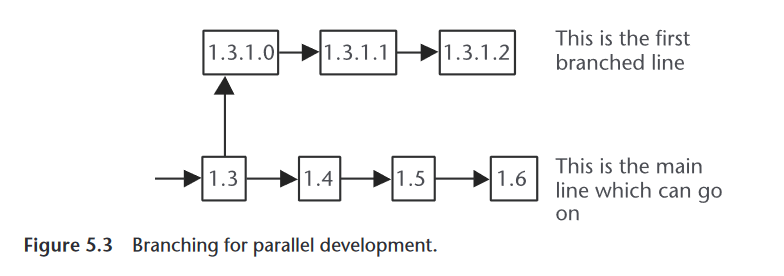 1.3.1.0 1.3.1.1 1.3.1.2
This is the first
branched line
1.3 1.4 1.5 1.6
This is the main
line which can go
on
Figure 5.3 Branching for parallel development.